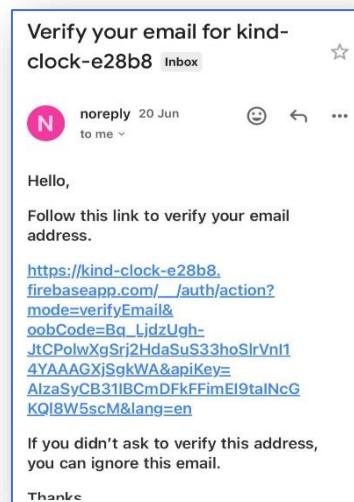 Verify your email for kind-
clock-e28b8 Inbox
N
noreply 20 Jun
to me
Hello,
Follow this link to verify your email
address.
https://kind-clock-e28b8.
firebaseapp.com/__/auth/action?
mode=verifyEmail&
oobCode=Bq_LjdzUgh-
JtCPolwXgSrj2HdaSuS33hoSlrVnl1
4YAAAGXjSgkWA&apiKey=
AIzaSyCB31IBCmDFkFFimEI9taINcG
KQl8W5scM&lang=en
If you didn’t ask to verify this address,
you can ignore this email.
Thanks